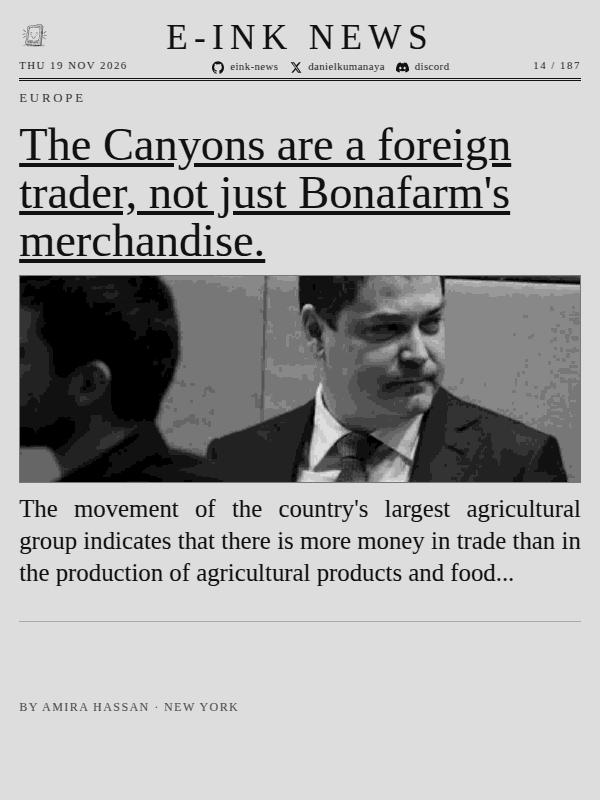 E-INK NEWS
THU 19 NOV 2026
eink-news
danielkumanaya
discord
14 / 187
EUROPE
The Canyons are a foreign
trader, not just Bonafarm's
merchandise.
The movement of the country's largest agricultural
group indicates that there is more money in trade than in
the production of agricultural products and food...
BY AMIRA HASSAN · NEW YORK